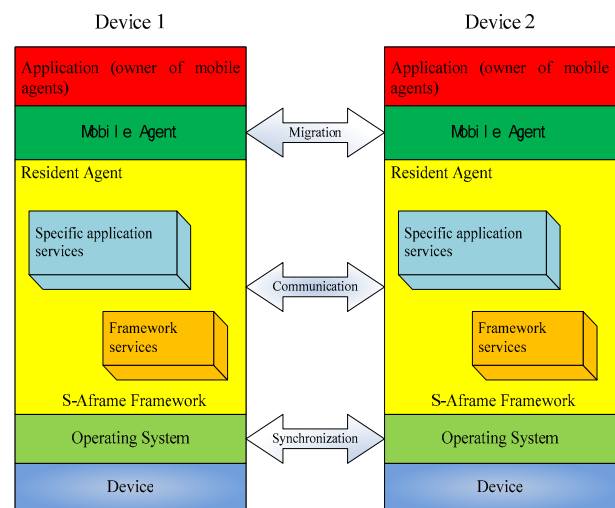 Device 1
Device 2
Application (owner of mobile
agents)
Application (owner of mobile
agents)
Mobile Agent
Migration
Mobile Agent
Resident Agent
Resident Agent
Specific application
services
Specific application
services
Communication
Framework
services
Framework
services
S-Aframe Framework
S-Aframe Framework
Operating System
Synchronization
Operating System
Device
Device